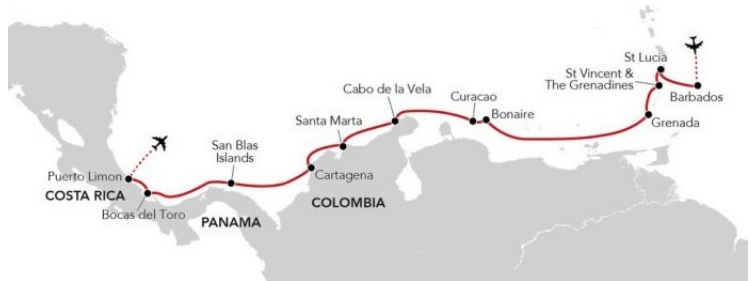 St Lucia
St Vincent &
The Grenadines
Barbados
Grenada
Cabo de la Vela
Curacao
Bonaire
Santa Marta
San Blas
Islands
Cartagena
Puerto Limon
COSTA RICA
Bocas del Toro
PANAMA
COLOMBIA